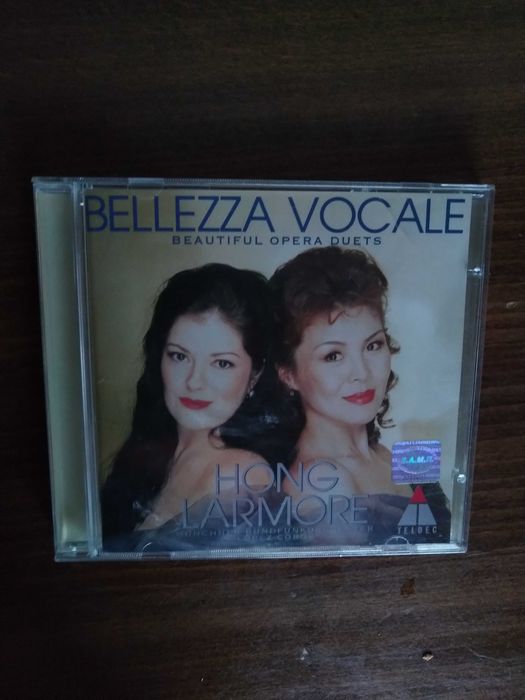 BELLEZZA VOCALE
BEAUTIFUL OPERA DUETS
HONG
LARMORE
TELDEC